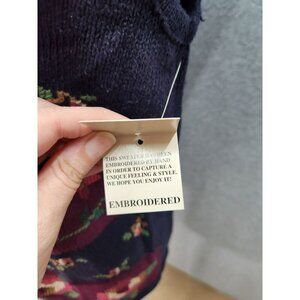 THIS SWEATER HAS BEEN
EMBROIDERED BY HAND
IN ORDER TO CAPTURE A
UNIQUE FEELING & STYLE.
WE HOPE YOU ENJOY IT!
EMBROIDERED